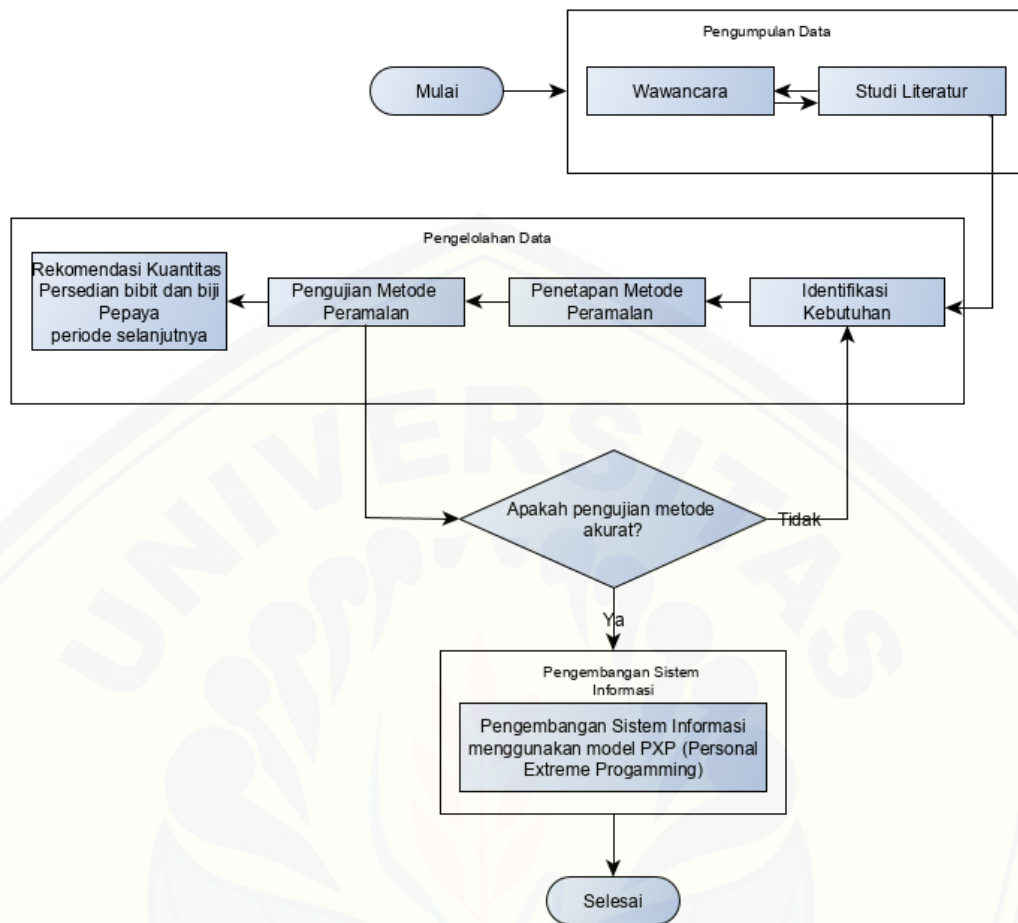 Pengumpulan Data
Mulai
Wawancara
Studi Literatur
Pengelolahan Data
Rekomendasi Kuantitas
Persedian bibit dan biji
Pepaya
periode selanjutnya
Pengujian Metode
Peramalan
Penetapan Metode
Peramalan
Identifikasi
Kebutuhan
UNIVERSITAS
Apakah pengujian metode
akurat?
Tidak
Ya
Pengembangan Sistem
Informasi
Pengembangan Sistem Informasi
menggunakan model PXP (Personal
Extreme Progamming)
Selesai